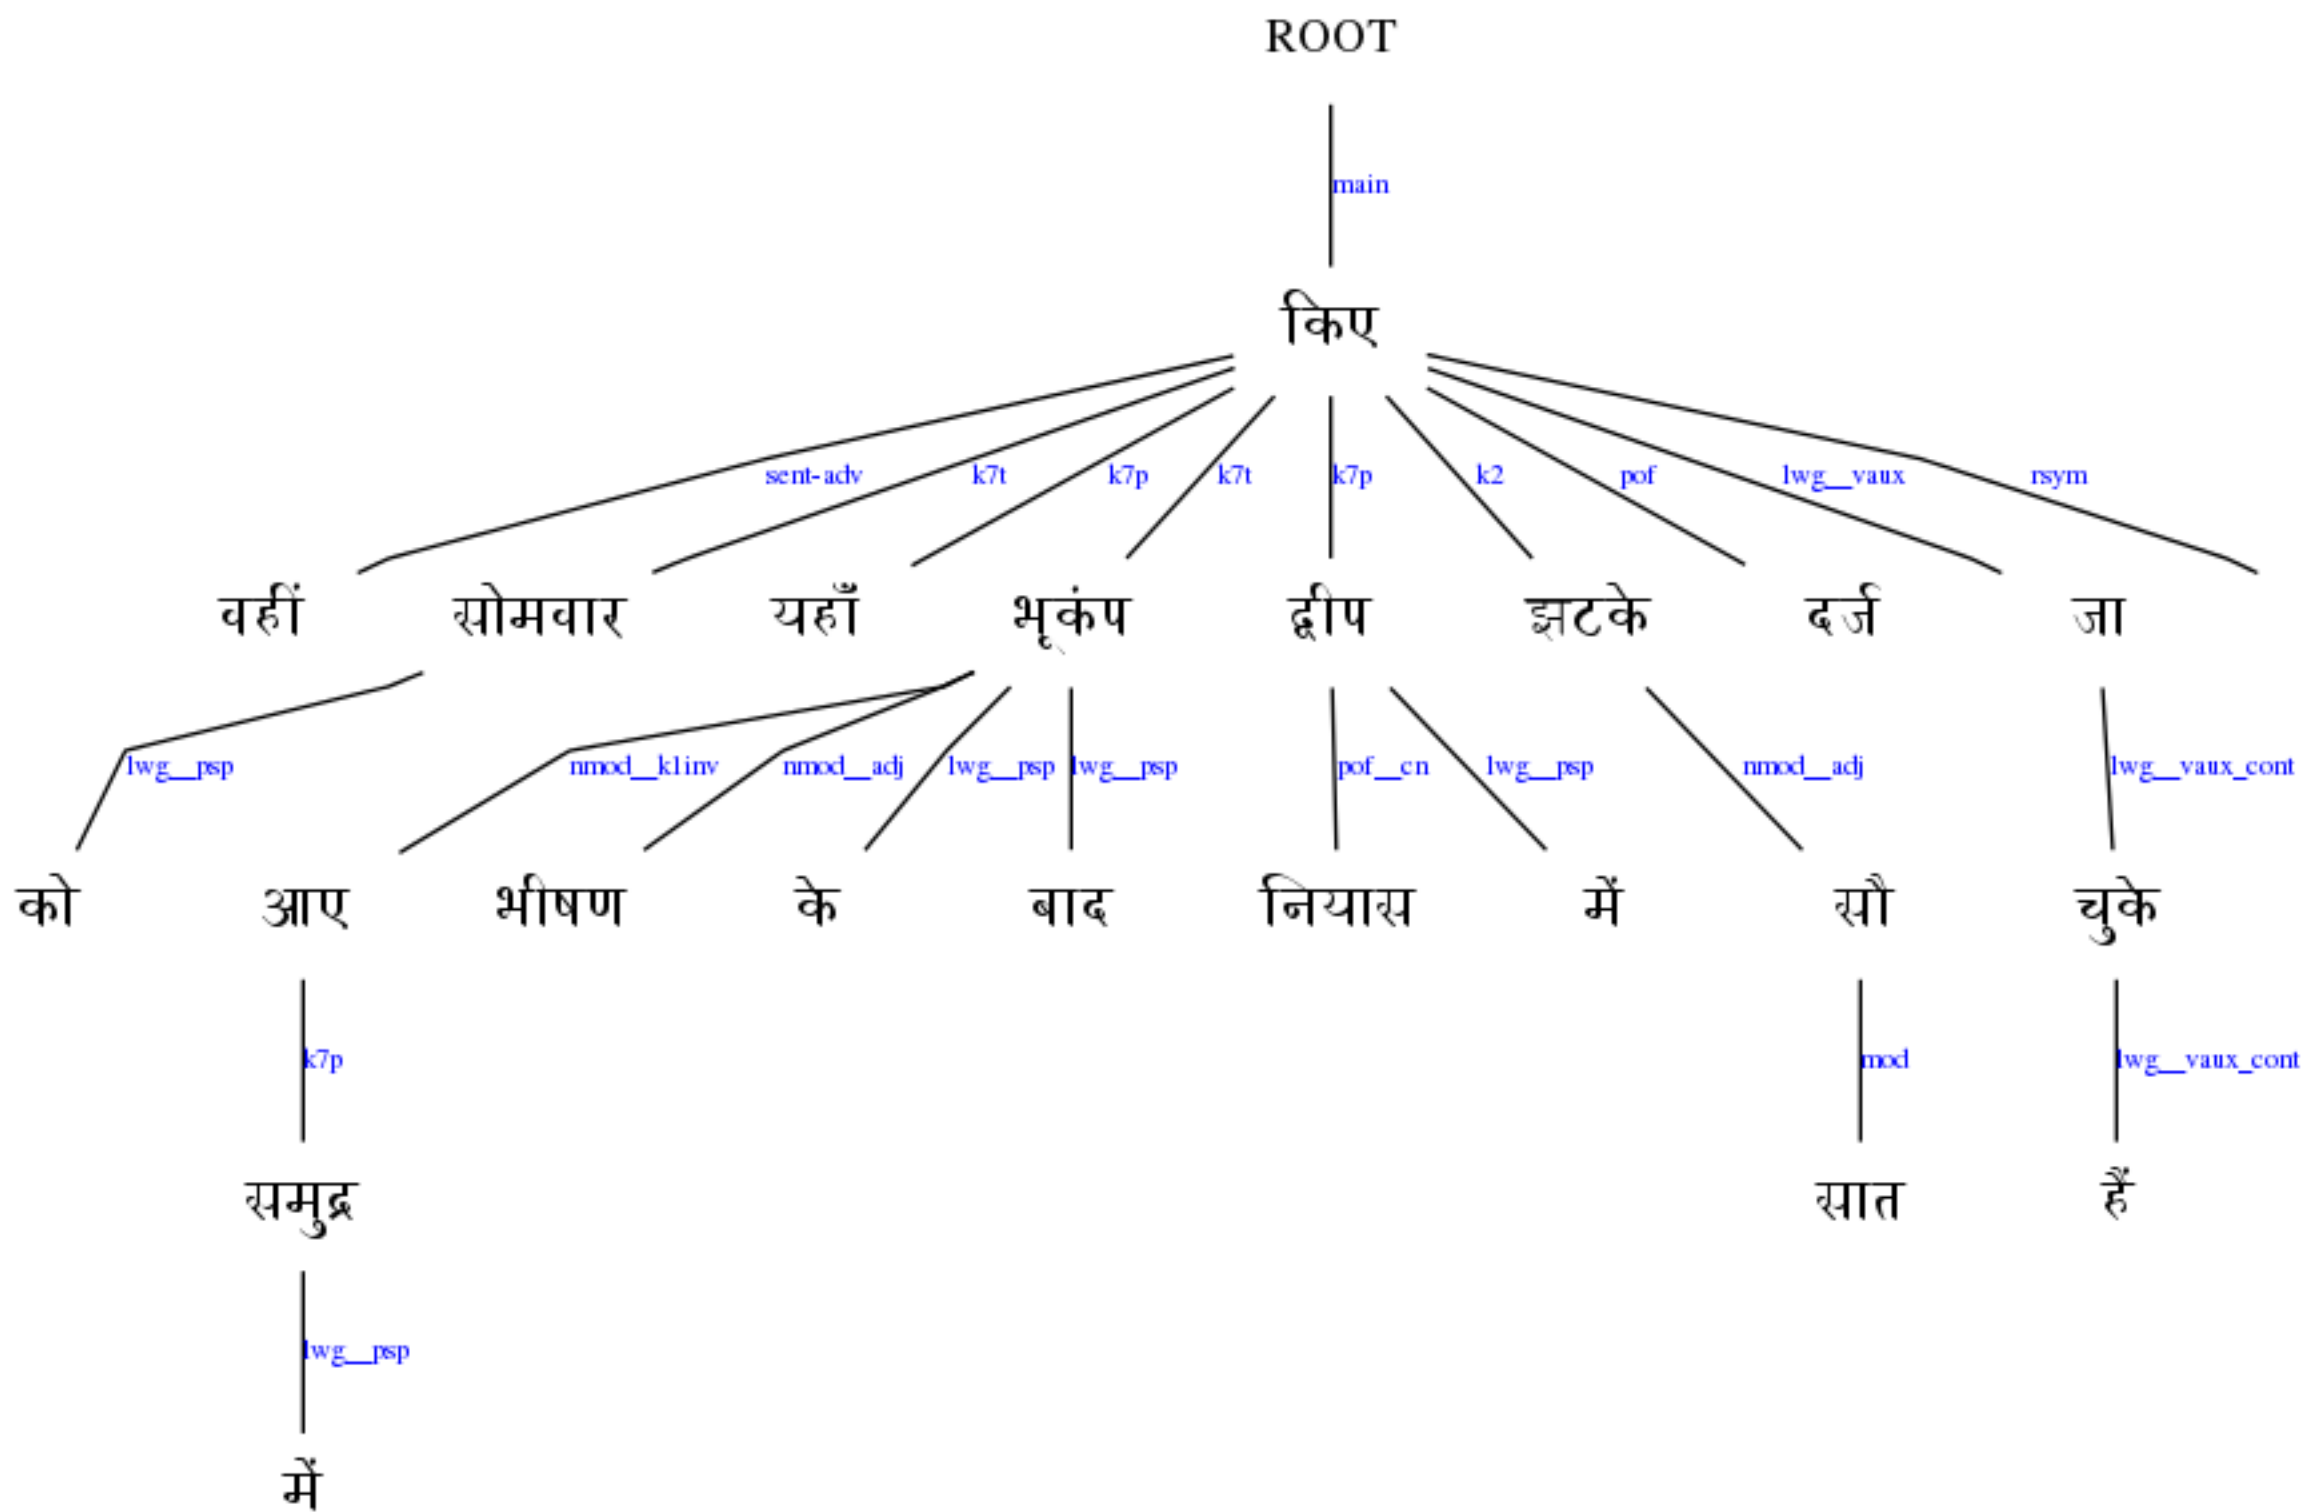 ROOT
main
किए
sent-adv k7t k7p k7t k7p k2 pof lwg__vaux rsym
वहीं सोमवार यहाँ भूकंप द्वीप झटके दर्ज जा
lwg__psp nmod__k1inv nmod__adj lwg__psp lwg__psp pof__cn lwg__psp nmod__adj lwg__vaux_cont
को आए भीषण के बाद नियास में सौ चुके
k7p mod lwg__vaux_cont
समुद्र सात हैं
lwg__psp
में